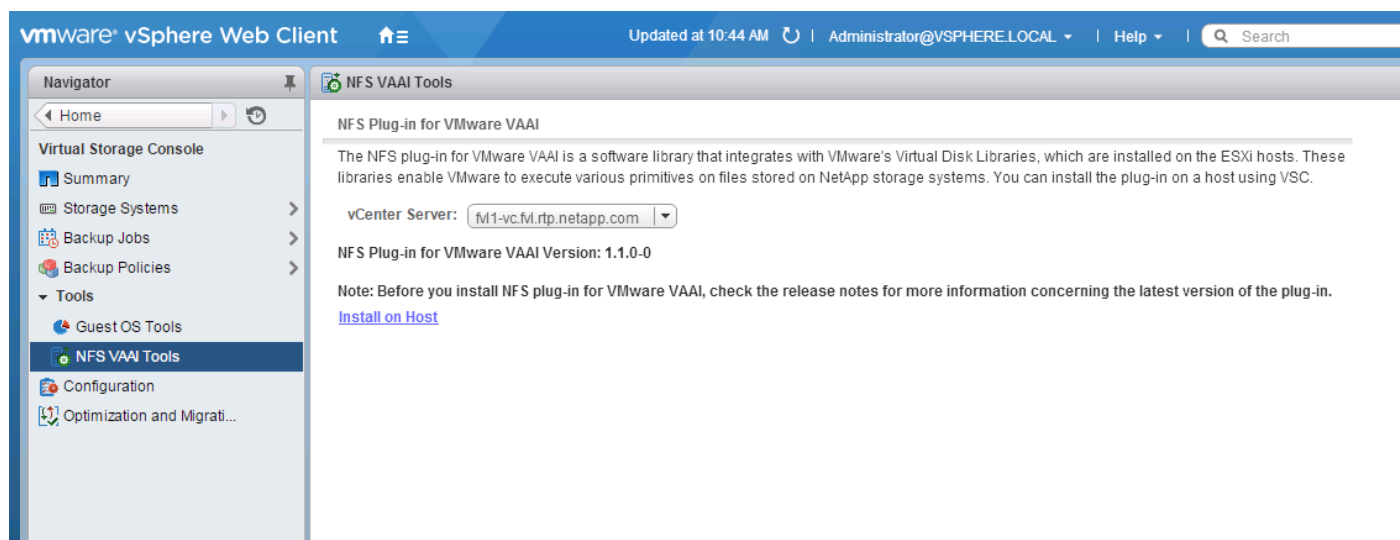 vmware® vSphere Web Client
Updated at 10:44 AM | Administrator@VSPHERE.LOCAL | Help | Search
Navigator
Home
Virtual Storage Console
Summary
Storage Systems
Backup Jobs
Backup Policies
Tools
Guest OS Tools
NFS VAAI Tools
Configuration
Optimization and Migrati...
NFS VAAI Tools
NFS Plug-in for VMware VAAI
The NFS plug-in for VMware VAAI is a software library that integrates with VMware's Virtual Disk Libraries, which are installed on the ESXi hosts. These
libraries enable VMware to execute various primitives on files stored on NetApp storage systems. You can install the plug-in on a host using VSC.
vCenter Server: fvl1-vc.fvl.rtp.netapp.com
NFS Plug-in for VMware VAAI Version: 1.1.0-0
Note: Before you install NFS plug-in for VMware VAAI, check the release notes for more information concerning the latest version of the plug-in.
Install on Host